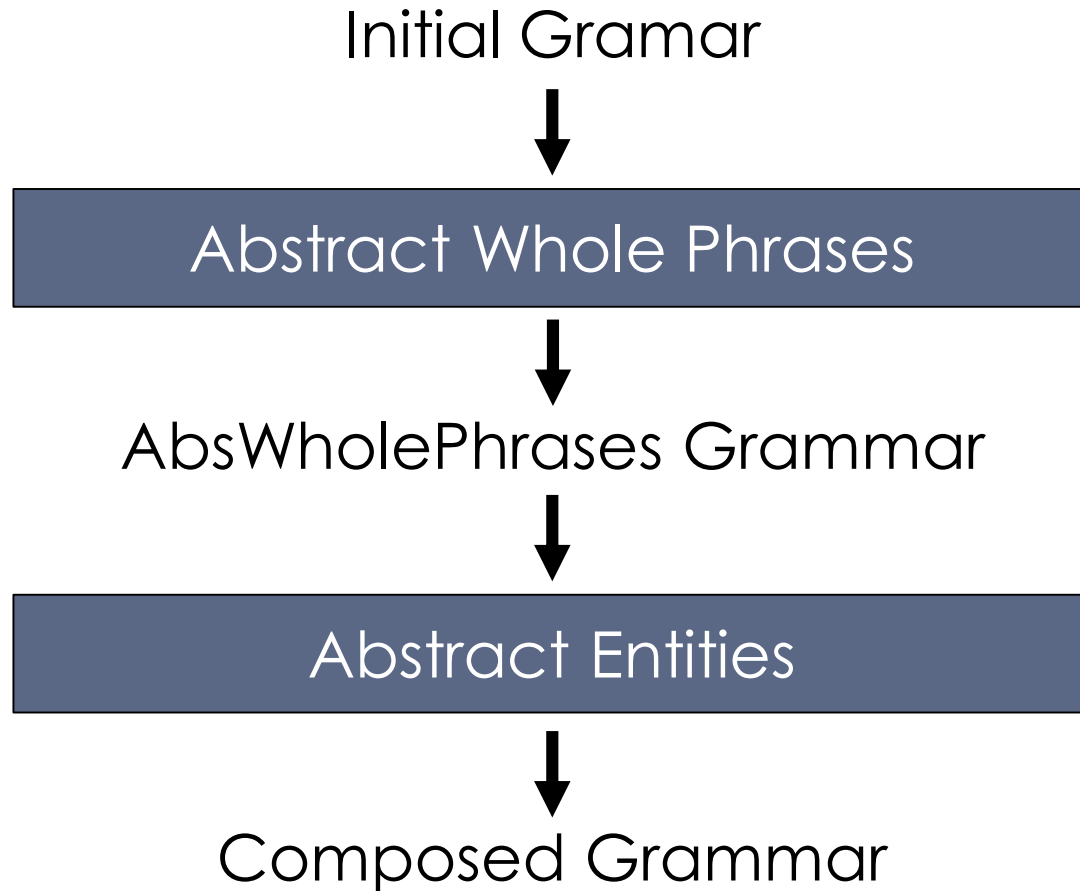 Initial Gramar
Abstract Whole Phrases
AbsWholePhrases Grammar
Abstract Entities
Composed Grammar